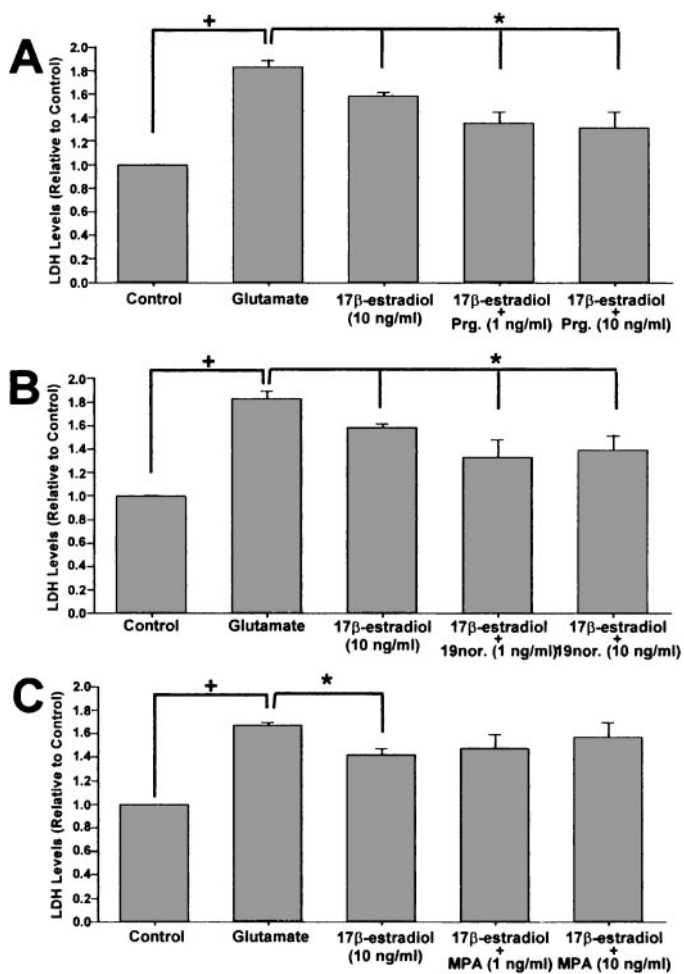 A
+
*
LDH Levels (Relative to Control)
2.0
1.8
1.6
1.4
1.2
1.0
0.8
0.6
0.4
0.2
0.0
Control
Glutamate
17β-estradiol
(10 ng/ml)
17β-estradiol
+
Prg. (1 ng/ml)
17β-estradiol
+
Prg. (10 ng/ml)
B
+
*
LDH Levels (Relative to Control)
2.0
1.8
1.6
1.4
1.2
1.0
0.8
0.6
0.4
0.2
0.0
Control
Glutamate
17β-estradiol
(10 ng/ml)
17β-estradiol
+
19nor. (1 ng/ml)
17β-estradiol
+
19nor. (10 ng/ml)
C
+
*
LDH Levels (Relative to Control)
2.0
1.8
1.6
1.4
1.2
1.0
0.8
0.6
0.4
0.2
0.0
Control
Glutamate
17β-estradiol
(10 ng/ml)
17β-estradiol
+
MPA (1 ng/ml)
17β-estradiol
+
MPA (10 ng/ml)